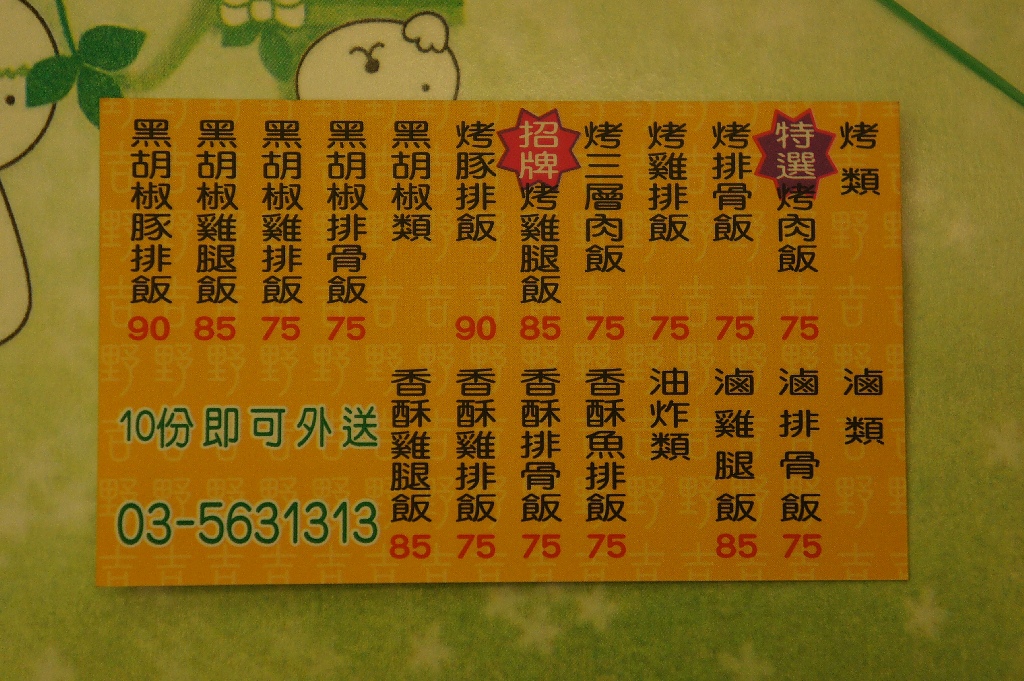 烤類
特選烤肉飯 75
烤排骨飯 75
烤雞排飯 75
烤三層肉飯 75
招牌烤雞腿飯 85
烤豚排飯 90
黑胡椒類
黑胡椒排骨飯 75
黑胡椒雞排飯 75
黑胡椒雞腿飯 85
黑胡椒豚排飯 90
滷類
滷排骨飯 75
滷雞腿飯 85
油炸類
香酥魚排飯 75
香酥排骨飯 75
香酥雞排飯 75
香酥雞腿飯 85
10份即可外送
03-5631313